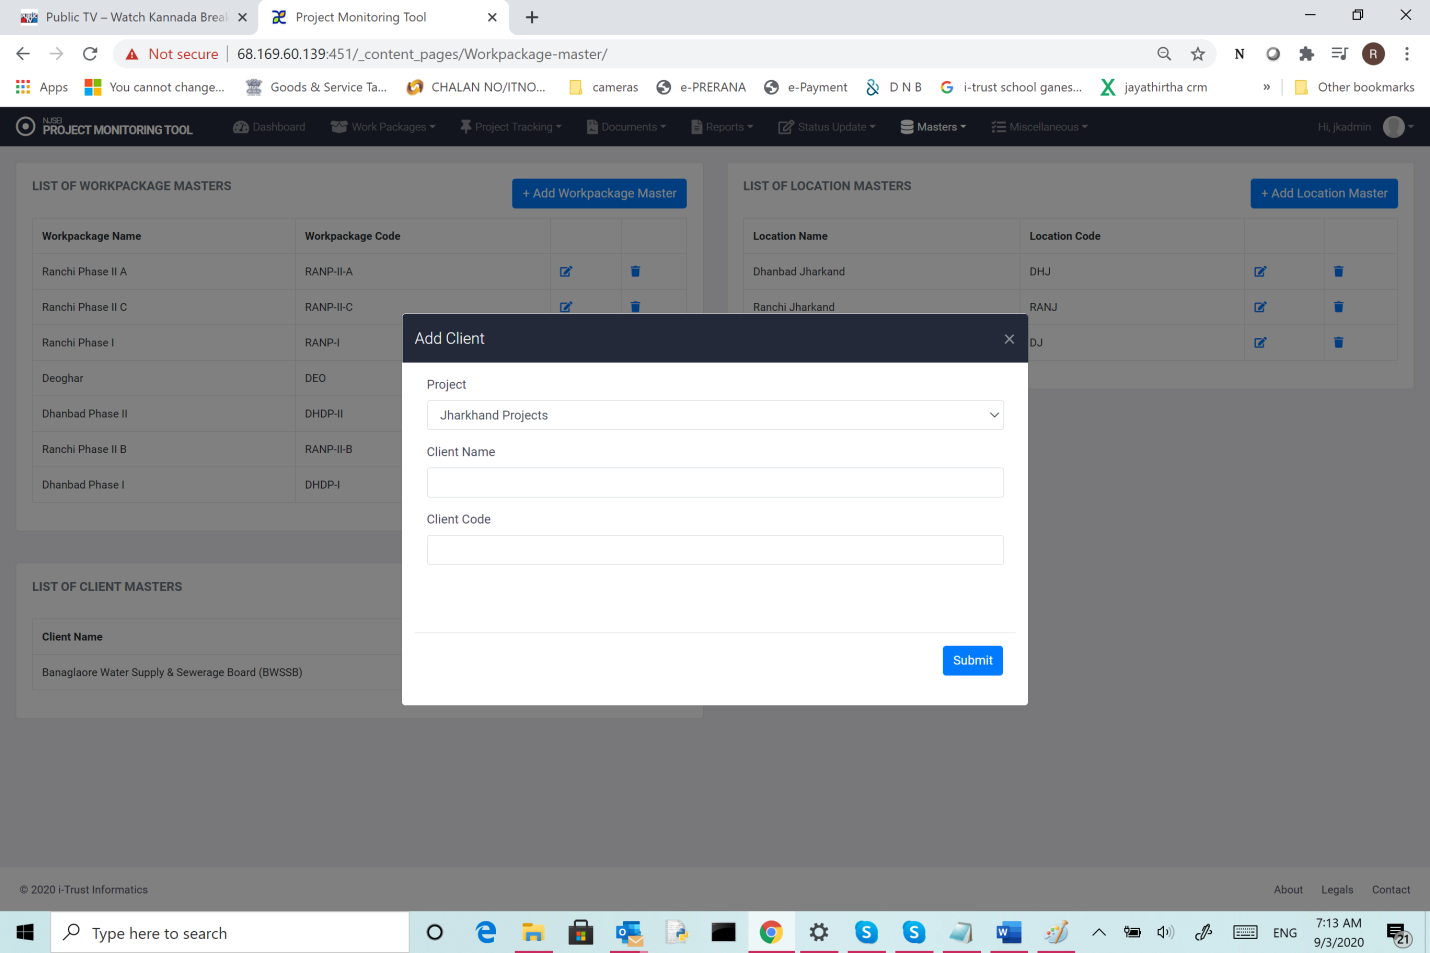 Public TV – Watch Kannada Brea
Project Monitoring Tool
Not secure
68.169.60.139:451/_content_pages/Workpackage-master/
N
R
Apps
You cannot change...
Goods & Service Ta...
CHALAN NO/ITNO...
cameras
e-PRERANA
e-Payment
D N B
i-trust school ganes...
jayathirtha crm
»
Other bookmarks
NJSEI
PROJECT MONITORING TOOL
Dashboard
Work Packages
Project Tracking
Documents
Reports
Status Update
Masters
Miscellaneous
Hi, jkadmin
LIST OF WORKPACKAGE MASTERS
+ Add Workpackage Master
Workpackage Name Workpackage Code
Ranchi Phase II A RANP-II-A
Ranchi Phase II C RANP-II-C
Ranchi Phase I RANP-I
Deoghar DEO
Dhanbad Phase II DHDP-II
Ranchi Phase II B RANP-II-B
Dhanbad Phase I DHDP-I
LIST OF LOCATION MASTERS
+ Add Location Master
Location Name Location Code
Dhanbad Jharkand DHJ
Ranchi Jharkand RANJ
DJ
LIST OF CLIENT MASTERS
Client Name
Banaglaore Water Supply & Sewerage Board (BWSSB)
Add Client
×
Project
Jharkhand Projects
Client Name
Client Code
Submit
© 2020 i-Trust Informatics
About
Legals
Contact
Type here to search
ENG
7:13 AM
9/3/2020
21